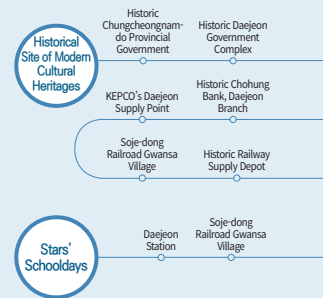 Historical
Site of Modern
Cultural
Heritages
Historic
Chungcheongnam-
do Provincial
Government
Historic Daejeon
Government
Complex
KEPCO's Daejeon
Supply Point
Historic Chohung
Bank, Daejeon
Branch
Soje-dong
Railroad Gwansa
Village
Historic Railway
Supply Depot
Stars'
Schooldays
Daejeon
Station
Soje-dong
Railroad Gwansa
Village